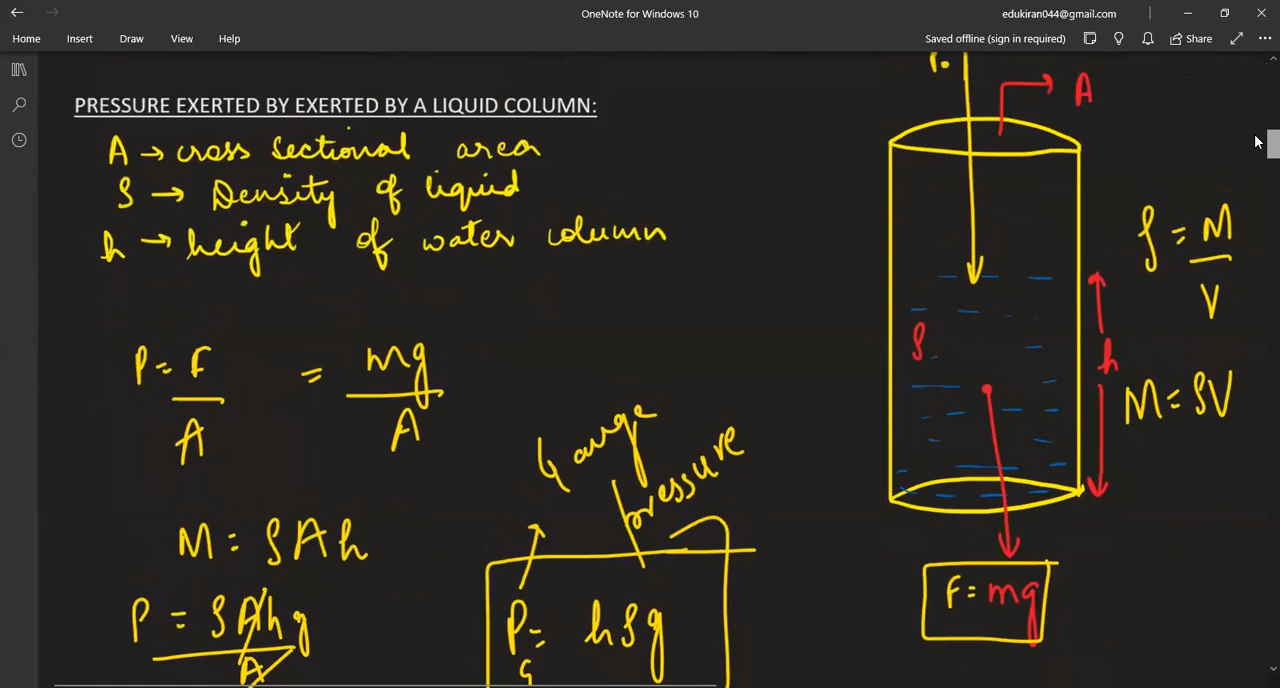 OneNote for Windows 10
edukiran044@gmail.com
Home Insert Draw View Help
Saved offline (sign in required)
Share
PRESSURE EXERTED BY EXERTED BY A LIQUID COLUMN:
A → cross sectional area
ρ → Density of liquid
h → height of water column
P = F/A = mg/A
M = ρAh
P = ρAhg/A
Gauge pressure
P_G = hρg
A
ρ
h
F = mg
ρ = M/V
M = ρV